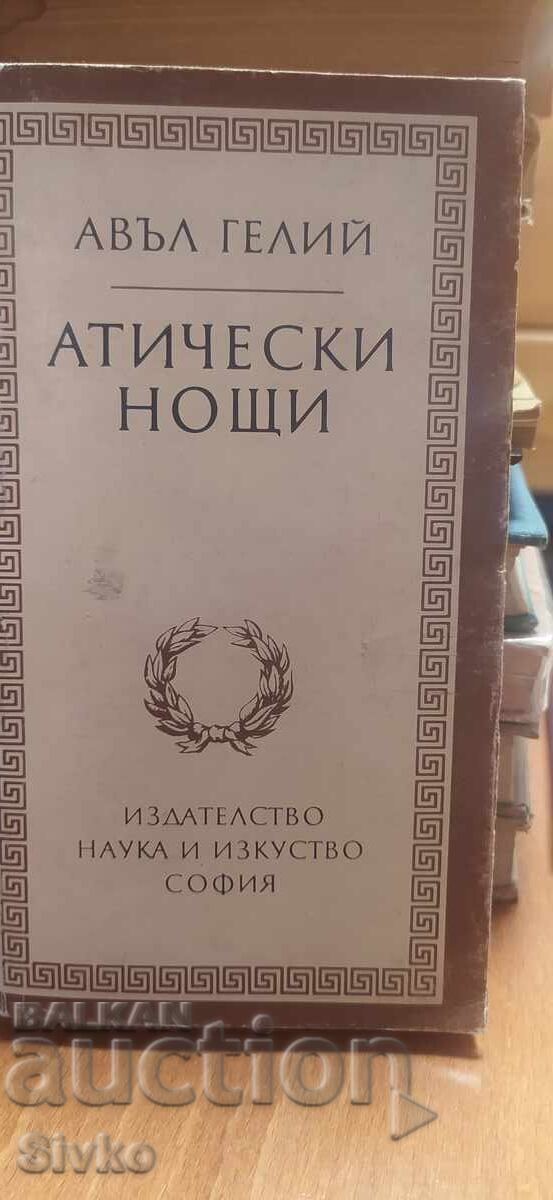 АВЪЛ ГЕЛИЙ
АТИЧЕСКИ
НОЩИ
ИЗДАТЕЛСТВО
НАУКА И ИЗКУСТВО
СОФИЯ
BALKAN
auction
Sivko